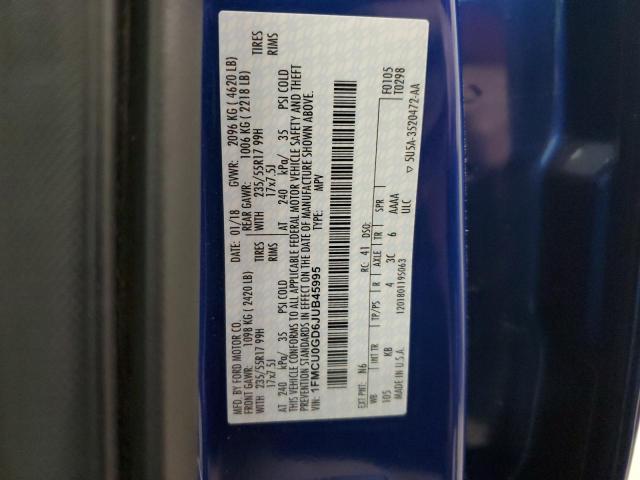 MFD. BY FORD MOTOR CO.
DATE: 01/18 GVWR: 2096 KG ( 4620 LB)
FRONT GAWR: 1098 KG ( 2420 LB) REAR GAWR: 1006 KG ( 2218 LB)
WITH 235/55R17 99H TIRES WITH 235/55R17 99H TIRES
17x7.5J RIMS 17x7.5J RIMS
AT 240 kPa/ 35 PSI COLD AT 240 kPa/ 35 PSI COLD
THIS VEHICLE CONFORMS TO ALL APPLICABLE FEDERAL MOTOR VEHICLE SAFETY AND THEFT
PREVENTION STANDARDS IN EFFECT ON THE DATE OF MANUFACTURE SHOWN ABOVE.
VIN: 1FMCU0GD6JUB45995 TYPE: MPV
F0105
T0298
EXT PNT: N6 RC: 41 DSO:
WB INT TR TP/PS R AXLE TR SPR
105 KB 4 3C 6 AAAA
ULC
MADE IN U.S.A. 12018011950​63
▽ 5U5A-3520472-AA